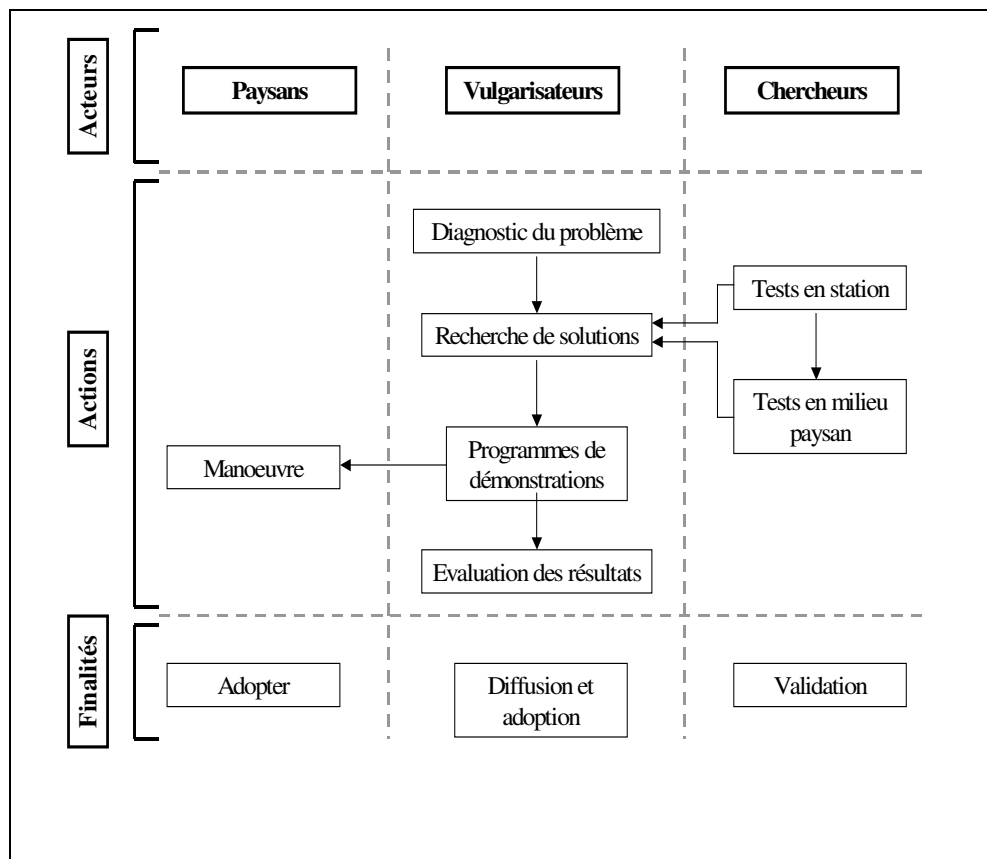 Acteurs
Paysans
Vulgarisateurs
Chercheurs
Actions
Diagnostic du problème
Tests en station
Recherche de solutions
Tests en milieu
paysan
Programmes de
démonstrations
Manoeuvre
Evaluation des résultats
Finalités
Adopter
Diffusion et
adoption
Validation